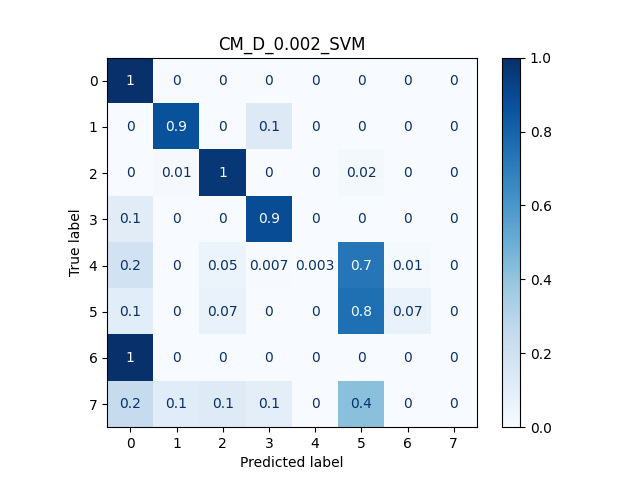 CM_D_0.002_SVM
0 1 0 0 0 0 0 0 0
1 0 0.9 0 0.1 0 0 0 0
2 0 0.01 1 0 0 0.02 0 0
3 0.1 0 0 0.9 0 0 0 0
4 0.2 0 0.05 0.007 0.003 0.7 0.01 0
5 0.1 0 0.07 0 0 0.8 0.07 0
6 1 0 0 0 0 0 0 0
7 0.2 0.1 0.1 0.1 0 0.4 0 0
0 1 2 3 4 5 6 7
Predicted label
True label
1.0
0.8
0.6
0.4
0.2
0.0